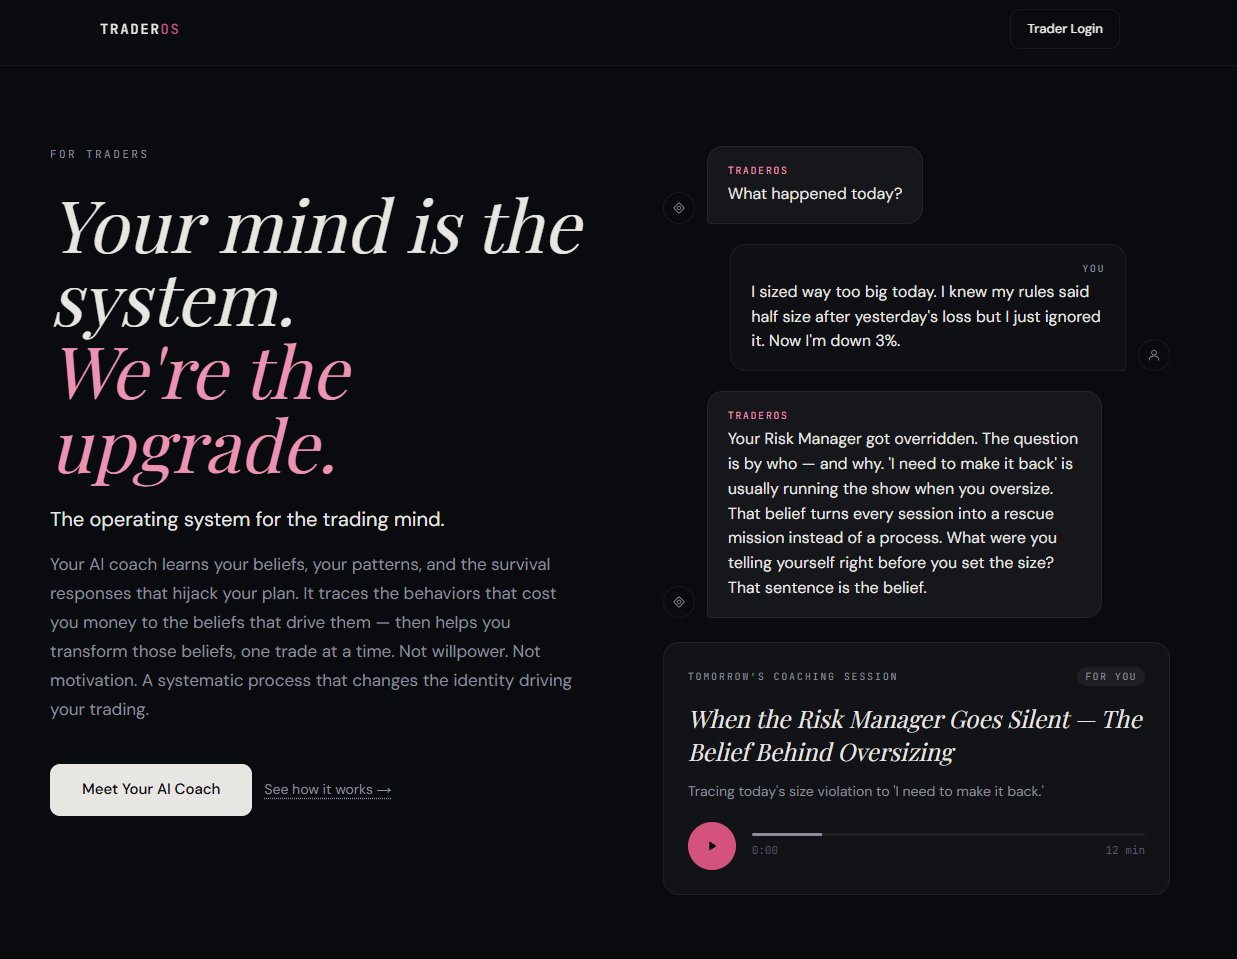 TRADEROS
Trader Login
FOR TRADERS
Your mind is the
system.
We're the
upgrade.
The operating system for the trading mind.
Your AI coach learns your beliefs, your patterns, and the survival
responses that hijack your plan. It traces the behaviors that cost
you money to the beliefs that drive them — then helps you
transform those beliefs, one trade at a time. Not willpower. Not
motivation. A systematic process that changes the identity driving
your trading.
Meet Your AI Coach
See how it works →
TRADEROS
What happened today?
YOU
I sized way too big today. I knew my rules said
half size after yesterday's loss but I just ignored
it. Now I'm down 3%.
TRADEROS
Your Risk Manager got overridden. The question
is by who — and why. 'I need to make it back' is
usually running the show when you oversize.
That belief turns every session into a rescue
mission instead of a process. What were you
telling yourself right before you set the size?
That sentence is the belief.
TOMORROW'S COACHING SESSION
FOR YOU
When the Risk Manager Goes Silent — The
Belief Behind Oversizing
Tracing today's size violation to 'I need to make it back.'
0:00
12 min